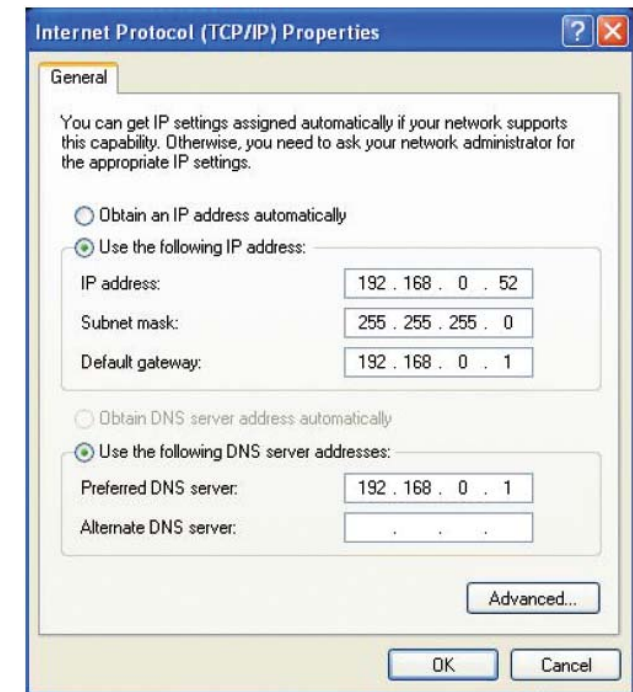 Internet Protocol (TCP/IP) Properties
General
You can get IP settings assigned automatically if your network supports
this capability. Otherwise, you need to ask your network administrator for
the appropriate IP settings.
Obtain an IP address automatically
Use the following IP address:
IP address: 192 . 168 . 0 . 52
Subnet mask: 255 . 255 . 255 . 0
Default gateway: 192 . 168 . 0 . 1
Obtain DNS server address automatically
Use the following DNS server addresses:
Preferred DNS server: 192 . 168 . 0 . 1
Alternate DNS server: . . .
Advanced...
OK Cancel